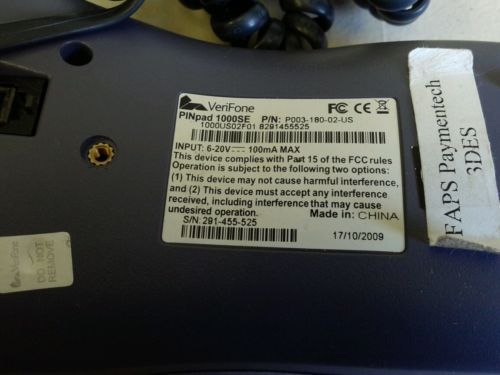 VeriFone
FC CE
PINpad 1000SE P/N: P003-180-02-US
1000US02F01 8291455525
INPUT: 6-20V 100mA MAX
This device complies with Part 15 of the FCC rules
Operation is subject to the following two options:
(1) This device may not cause harmful interference,
and (2) This device must accept any interference
received, including interference that may cause
undesired operation.
Made in: CHINA
S/N: 291-455-525
17/10/2009
FAPS Paymentech
3DES
VeriFone
DO NOT
REMOVE